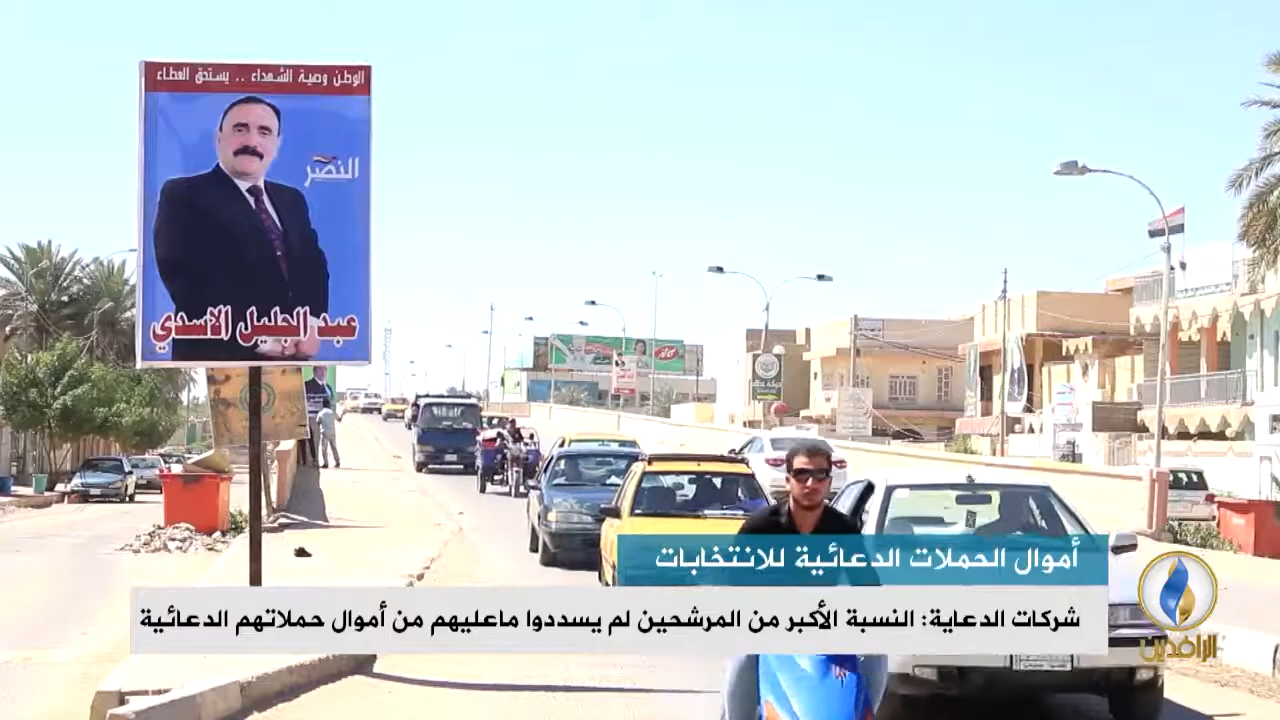 الوطن وصية الشهداء .. يستحق العطاء
النصر
عبد الجليل الاسدي
أموال الحملات الدعائية للانتخابات
شركات الدعاية: النسبة الأكبر من المرشحين لم يسددوا ماعليهم من أموال حملاتهم الدعائية
الرافدين